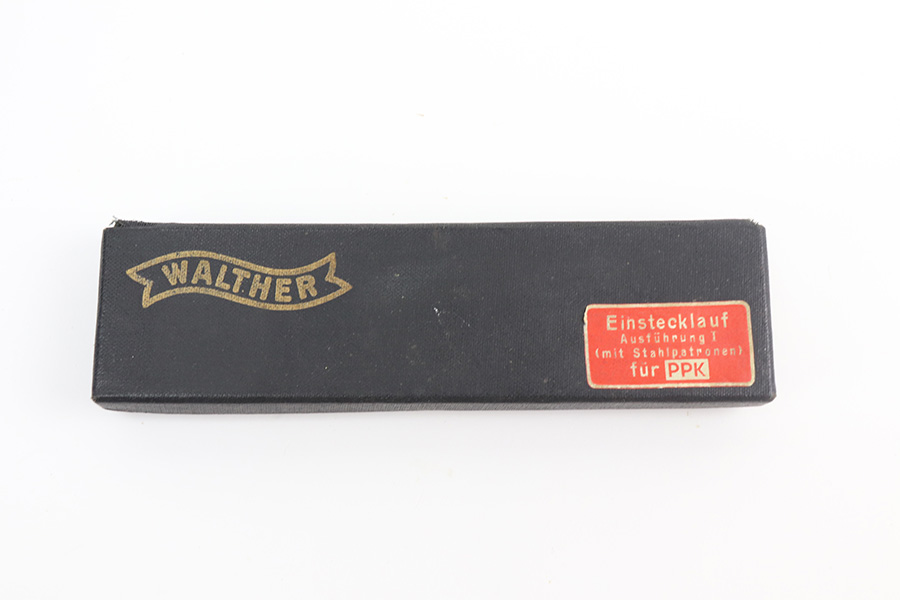 WALTHER
Einstecklauf
Ausführung I
(mit Stahlpatronen)
für PPK